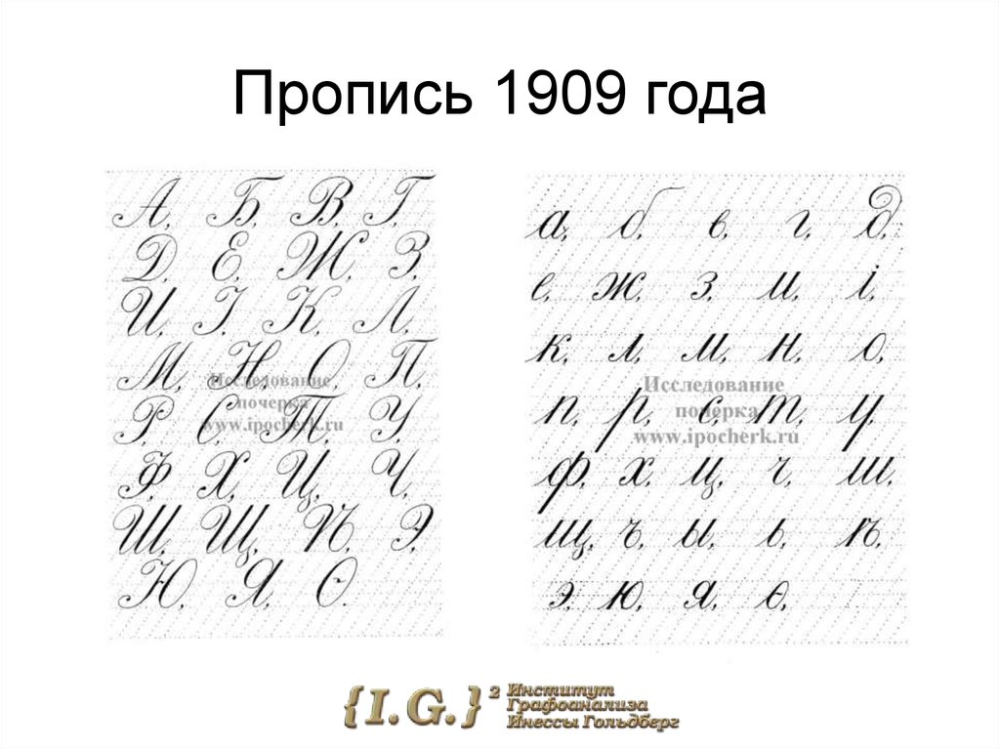 Пропись 1909 года
А, Б, В, Г,
Д, Е, Ж, З,
И, І, К, Л,
М, Н, О, П,
Р, С, Т, У,
Ф, Х, Ц, Ч,
Ш, Щ, Ѣ, Э,
Ю, Я, Ѳ.
Исследование
почерка
www.ipocherk.ru
а, б, в, г, д,
е, ж, з, и, і,
к, л, м, н, о,
п, р, с, т, у,
ф, х, ц, ч, ш,
щ, ъ, ы, ь, ѣ,
э, ю, я, ѳ,
Исследование
почерка
www.ipocherk.ru
{I.G.}²
Институт
Графоанализа
Инессы Гольдберг